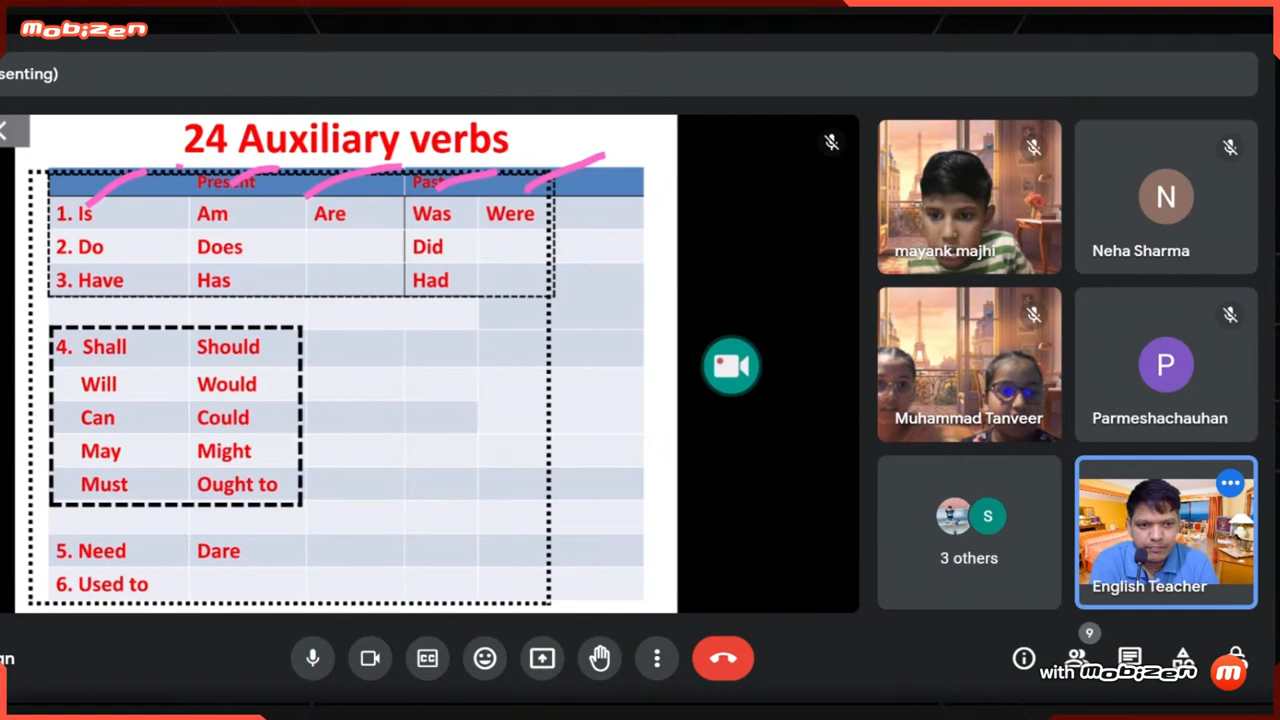 mobizen
senting)
24 Auxiliary verbs
Present Past
1. Is Am Are Was Were
2. Do Does Did
3. Have Has Had
4. Shall Should
Will Would
Can Could
May Might
Must Ought to
5. Need Dare
6. Used to
mayank majhi
N
Neha Sharma
Muhammad Tanveer
P
Parmeshachauhan
S
3 others
English Teacher
an
CC
9
with mobizen
m